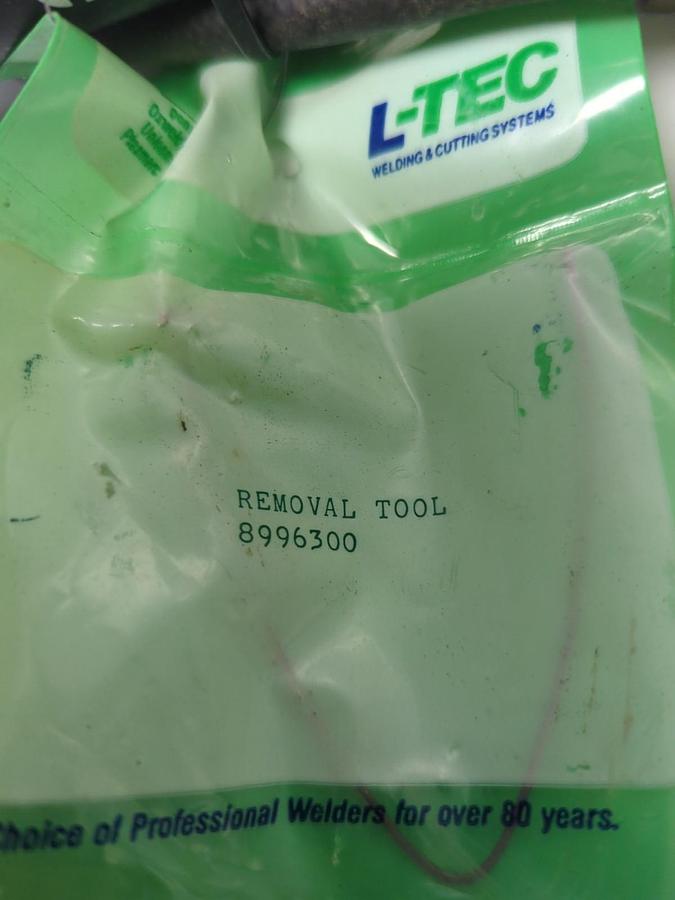 L-TEC
WELDING & CUTTING SYSTEMS
REMOVAL TOOL
8996300
Choice of Professional Welders for over 80 years.